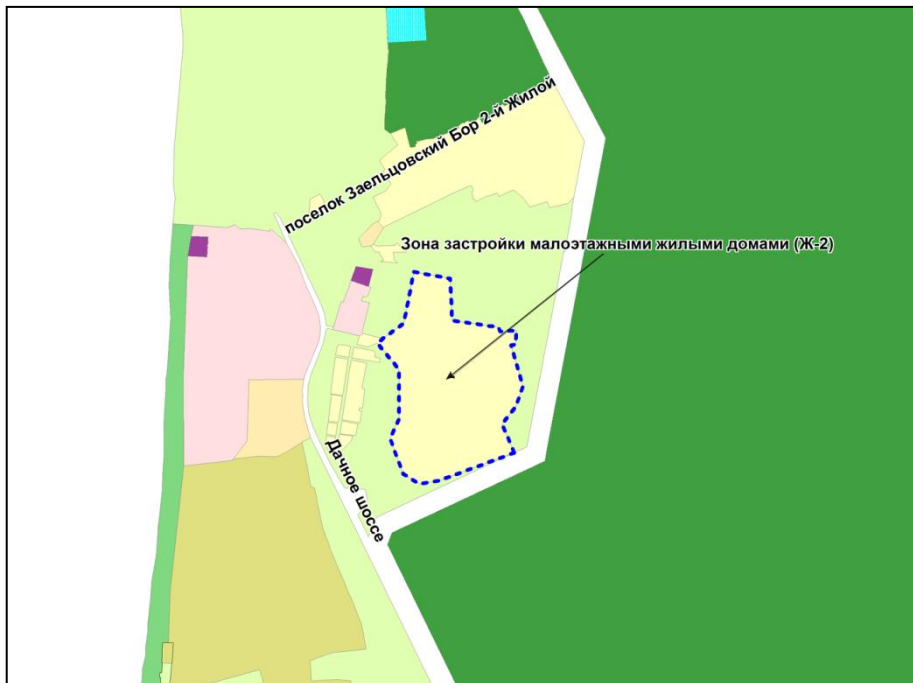 поселок Заельцовский Бор 2-й Жилой
Зона застройки малоэтажными жилыми домами (Ж-2)
Дачное шоссе